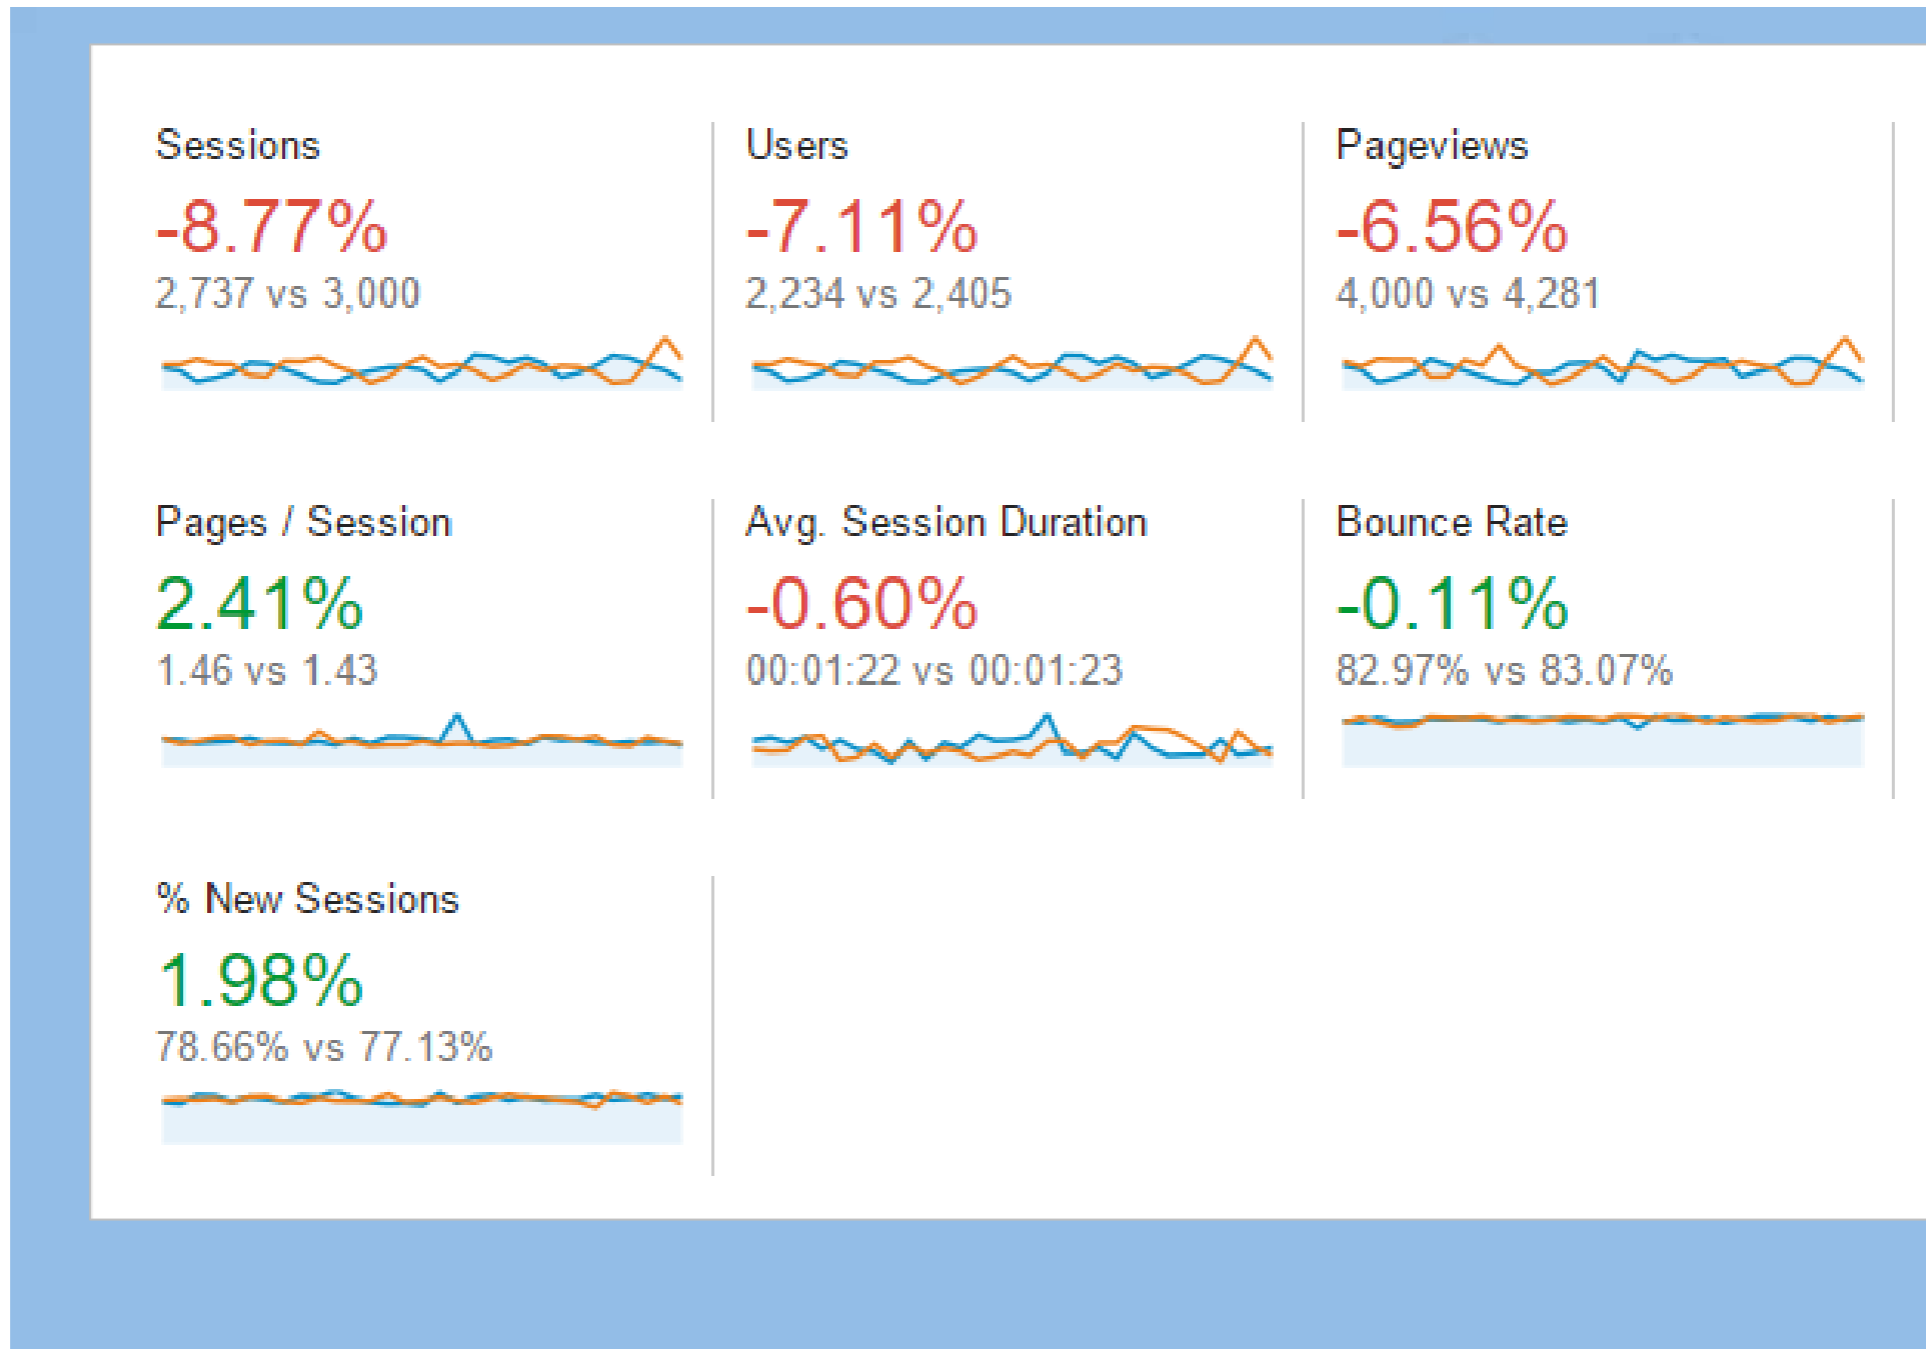 Sessions
-8.77%
2,737 vs 3,000
Users
-7.11%
2,234 vs 2,405
Pageviews
-6.56%
4,000 vs 4,281
Pages / Session
2.41%
1.46 vs 1.43
Avg. Session Duration
-0.60%
00:01:22 vs 00:01:23
Bounce Rate
-0.11%
82.97% vs 83.07%
% New Sessions
1.98%
78.66% vs 77.13%